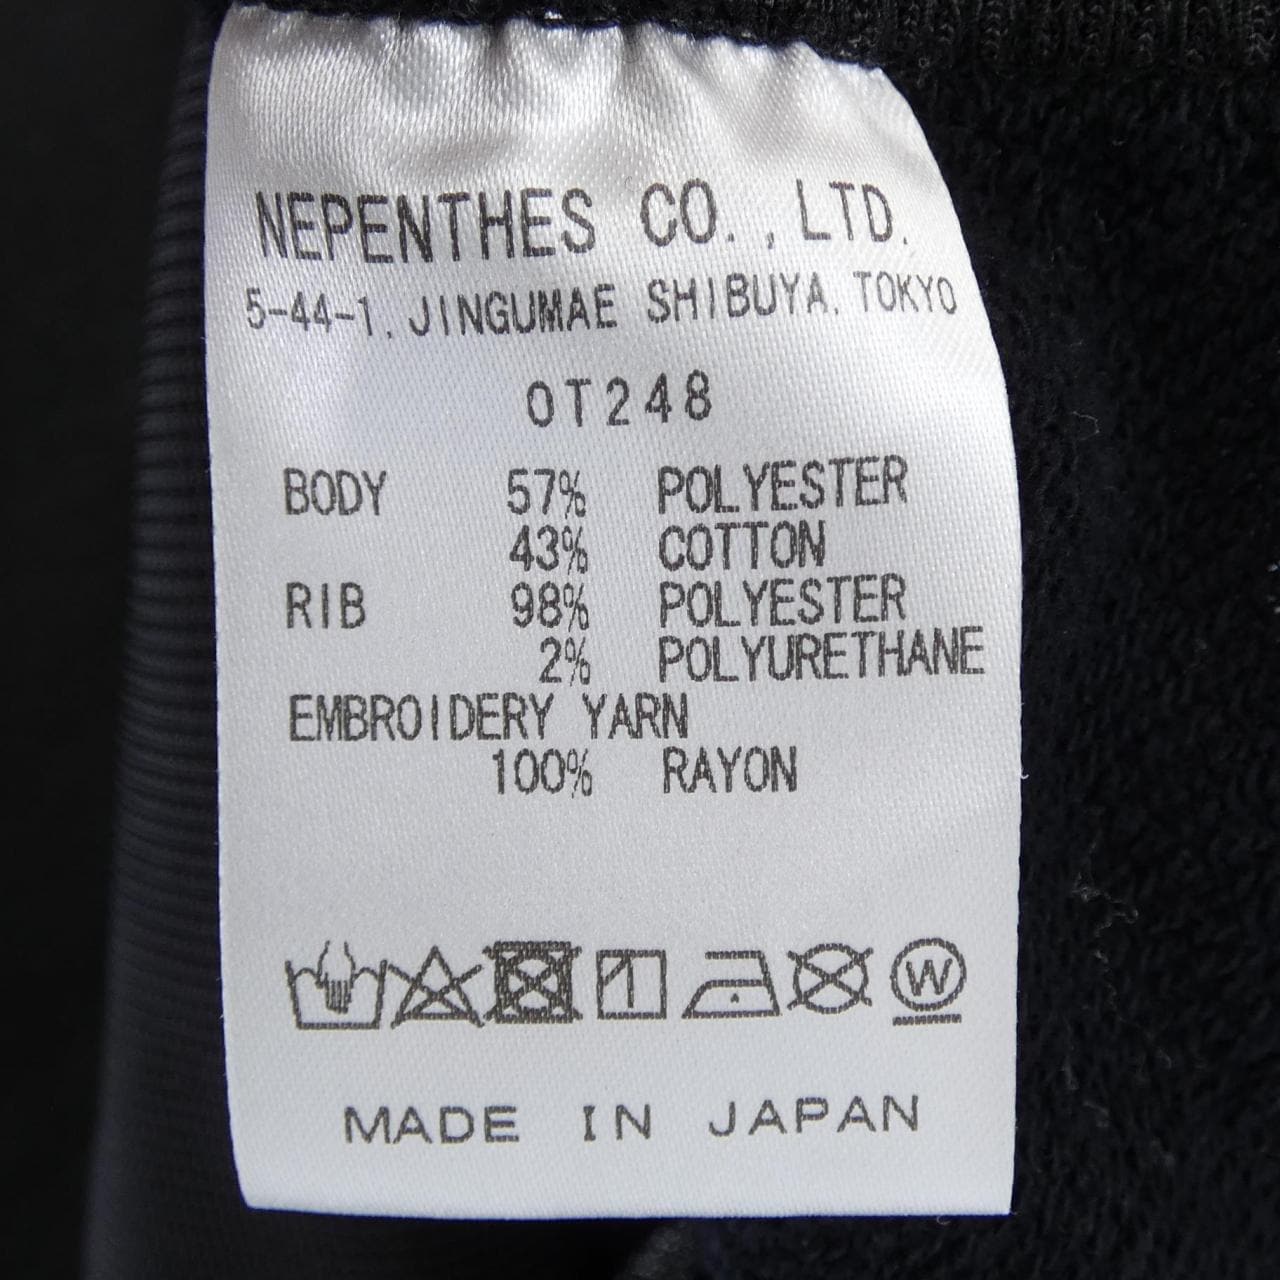 NEPENTHES CO., LTD.
5-44-1, JINGUMAE SHIBUYA, TOKYO
OT248
BODY 57% POLYESTER
43% COTTON
RIB 98% POLYESTER
2% POLYURETHANE
EMBROIDERY YARN
100% RAYON
W
MADE IN JAPAN